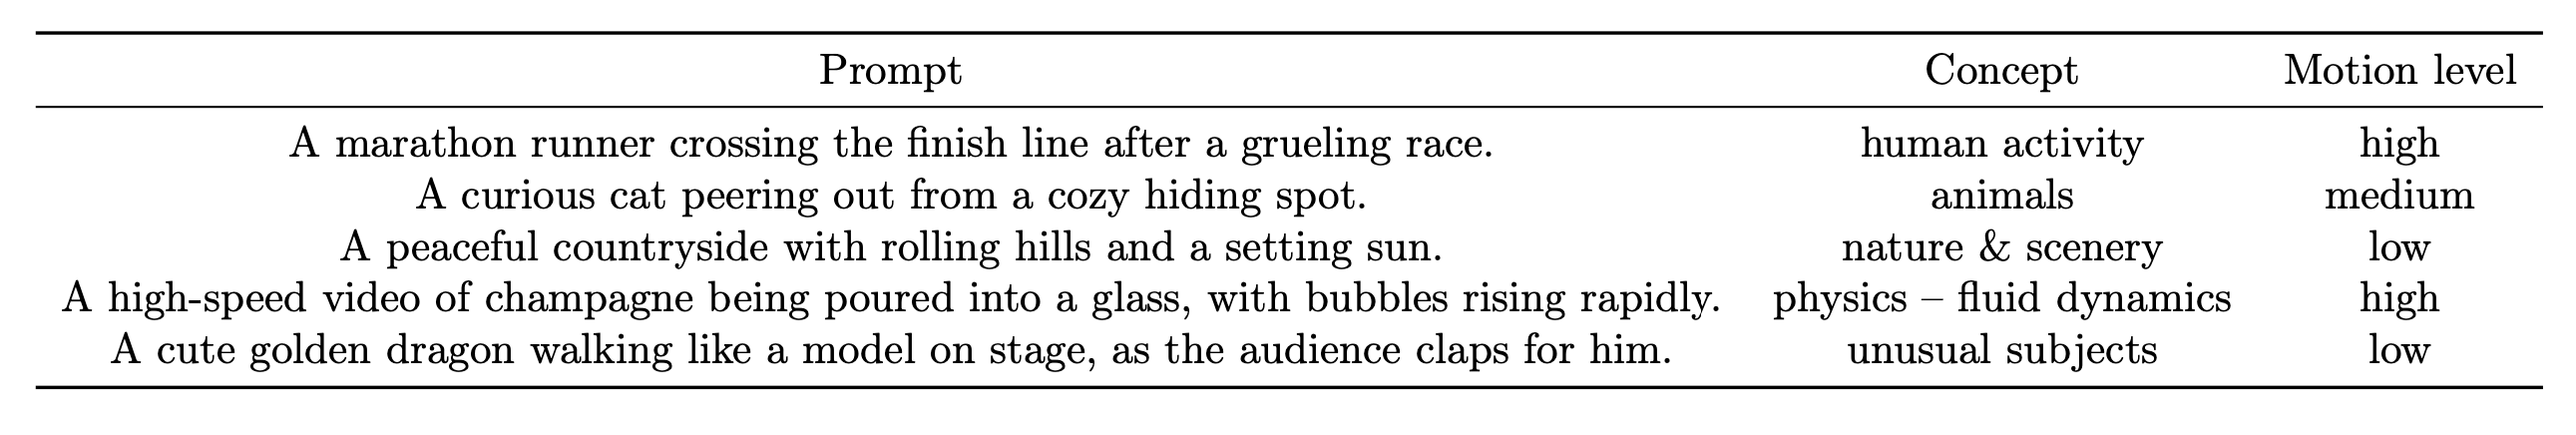 Prompt Concept Motion level
A marathon runner crossing the finish line after a grueling race. human activity high
A curious cat peering out from a cozy hiding spot. animals medium
A peaceful countryside with rolling hills and a setting sun. nature & scenery low
A high-speed video of champagne being poured into a glass, with bubbles rising rapidly. physics – fluid dynamics high
A cute golden dragon walking like a model on stage, as the audience claps for him. unusual subjects low